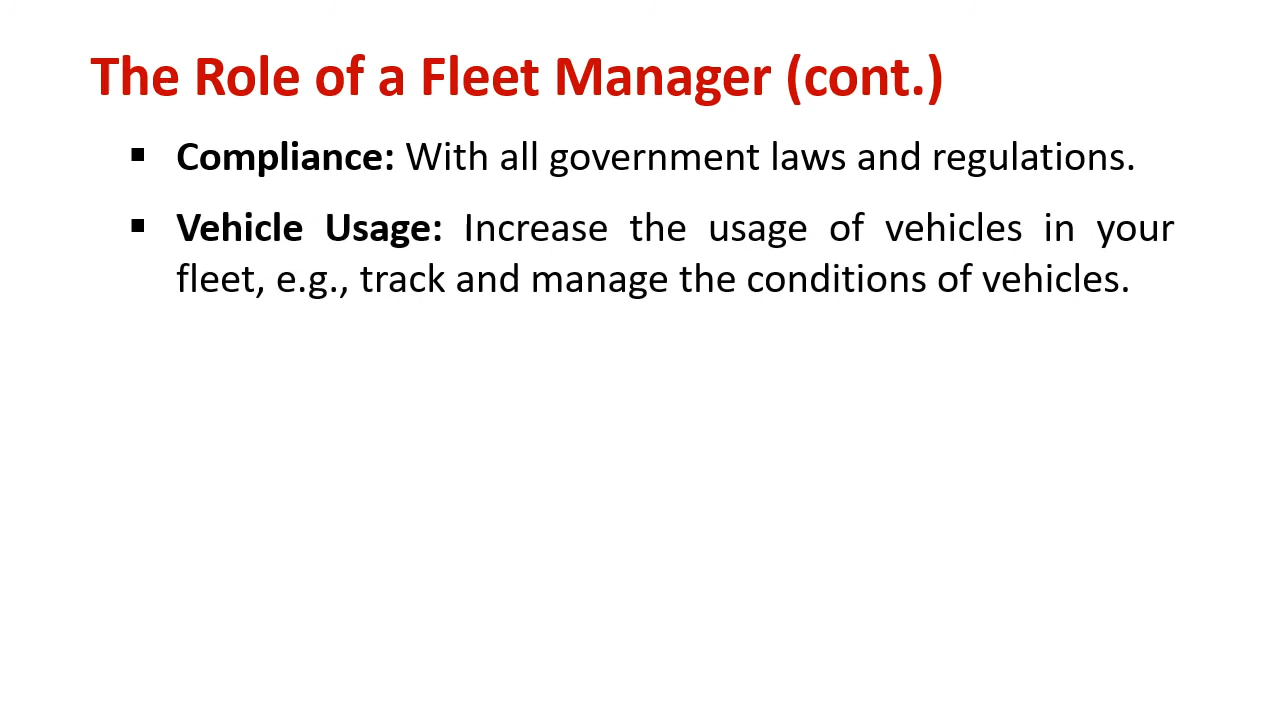 The Role of a Fleet Manager (cont.)
▪ Compliance: With all government laws and regulations.
▪ Vehicle Usage: Increase the usage of vehicles in your
fleet, e.g., track and manage the conditions of vehicles.